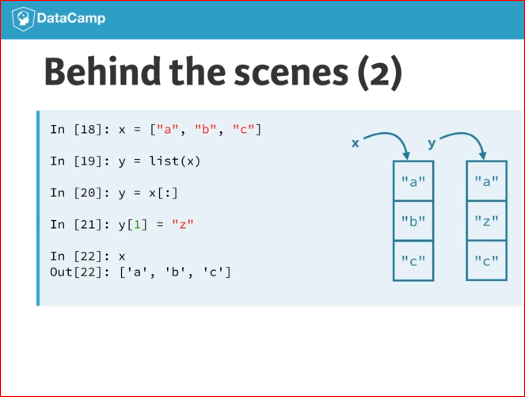 DataCamp
Behind the scenes (2)
In [18]: x = ["a", "b", "c"]
In [19]: y = list(x)
In [20]: y = x[:]
In [21]: y[1] = "z"
In [22]: x
Out[22]: ['a', 'b', 'c']
x y
"a" "a"
"b" "z"
"c" "c"